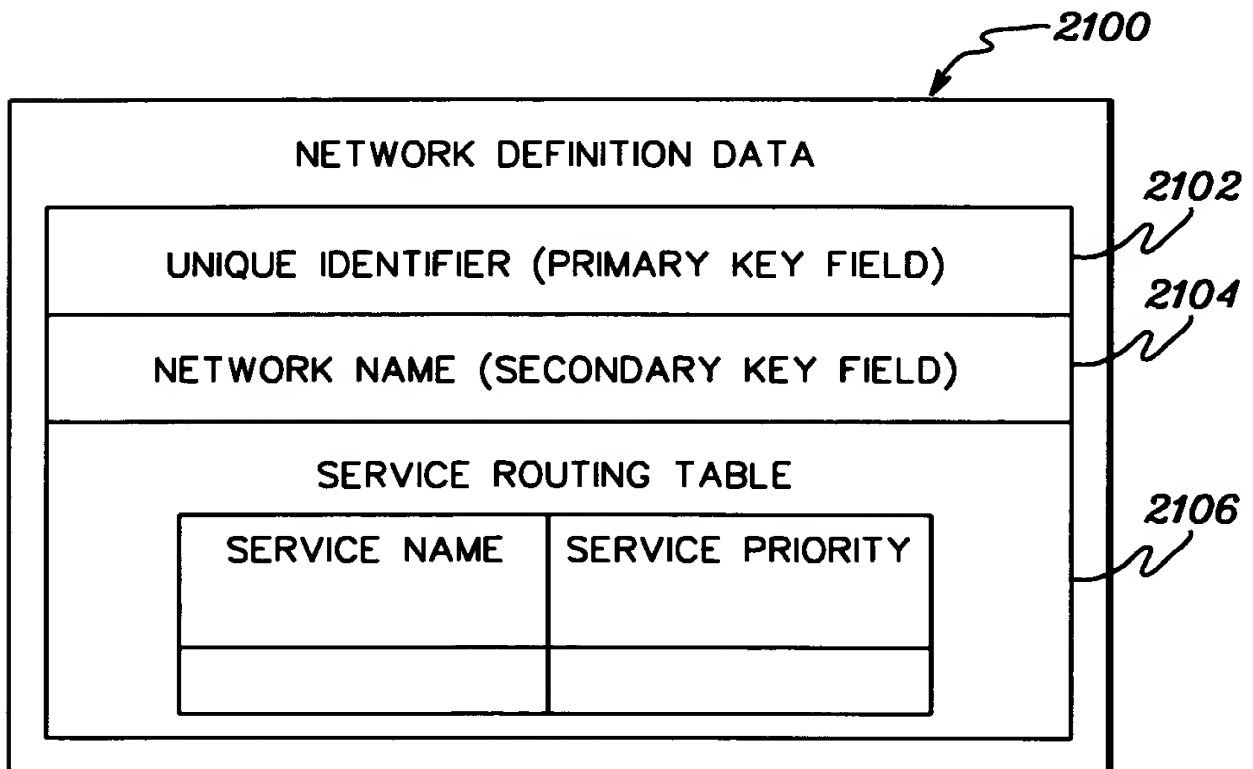 2100
NETWORK DEFINITION DATA
2102
UNIQUE IDENTIFIER (PRIMARY KEY FIELD)
2104
NETWORK NAME (SECONDARY KEY FIELD)
SERVICE ROUTING TABLE
2106
SERVICE NAME
SERVICE PRIORITY